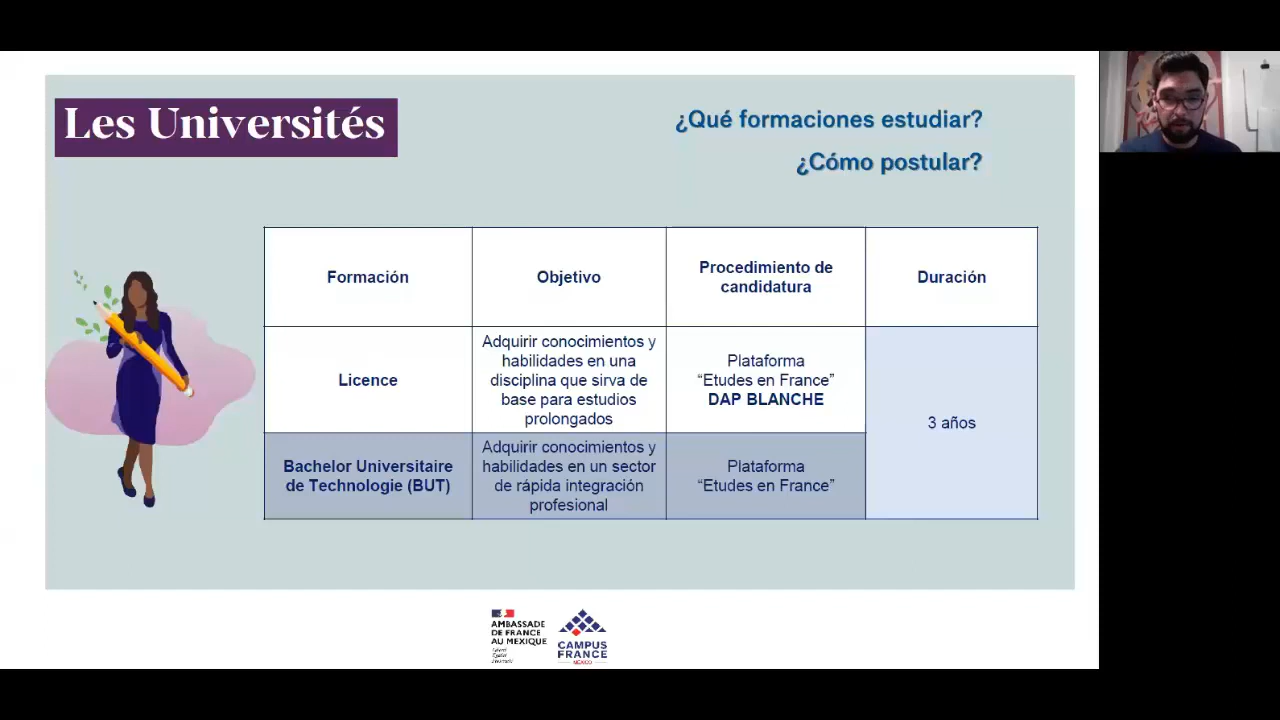 Les Universités
¿Qué formaciones estudiar?
¿Cómo postular?
Formación
Objetivo
Procedimiento de
candidatura
Duración
Licence
Adquirir conocimientos y
habilidades en una
disciplina que sirva de
base para estudios
prolongados
Plataforma
“Etudes en France”
DAP BLANCHE
3 años
Bachelor Universitaire
de Technologie (BUT)
Adquirir conocimientos y
habilidades en un sector
de rápida integración
profesional
Plataforma
“Etudes en France”
AMBASSADE
DE FRANCE
AU MEXIQUE
Liberté
Égalité
Fraternité
CAMPUS
FRANCE
MEXICO